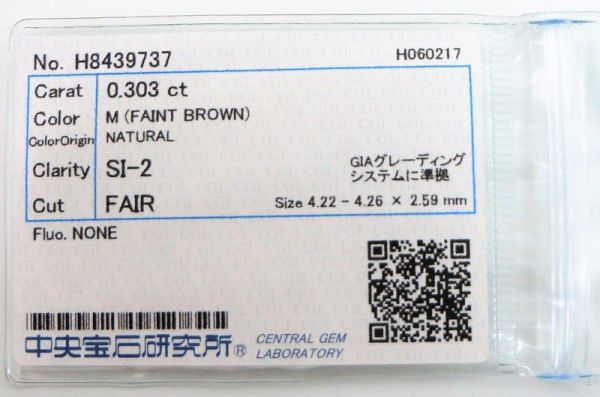 No. H8439737 H060217
Carat 0.303 ct
Color M (FAINT BROWN)
ColorOrigin NATURAL
Clarity SI-2 GIAグレーディング
システムに準拠
Cut FAIR Size 4.22 - 4.26 × 2.59 mm
Fluo. NONE
中央宝石研究所® CENTRAL GEM
LABORATORY